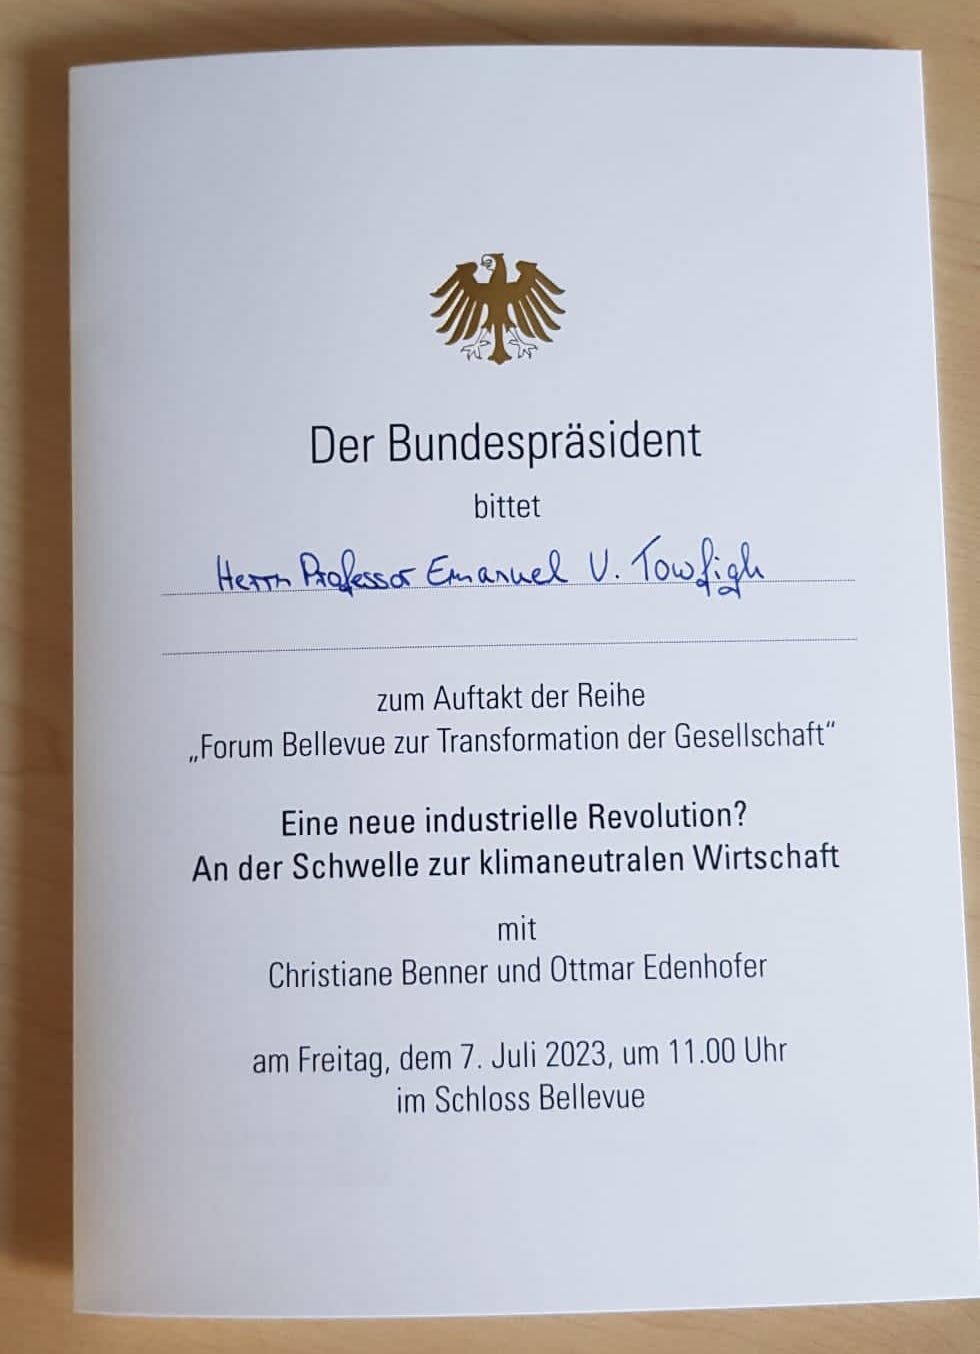 Der Bundespräsident
bittet
Herrn Professor Emanuel V. Towfigh
zum Auftakt der Reihe
„Forum Bellevue zur Transformation der Gesellschaft“
Eine neue industrielle Revolution?
An der Schwelle zur klimaneutralen Wirtschaft
mit
Christiane Benner und Ottmar Edenhofer
am Freitag, dem 7. Juli 2023, um 11.00 Uhr
im Schloss Bellevue